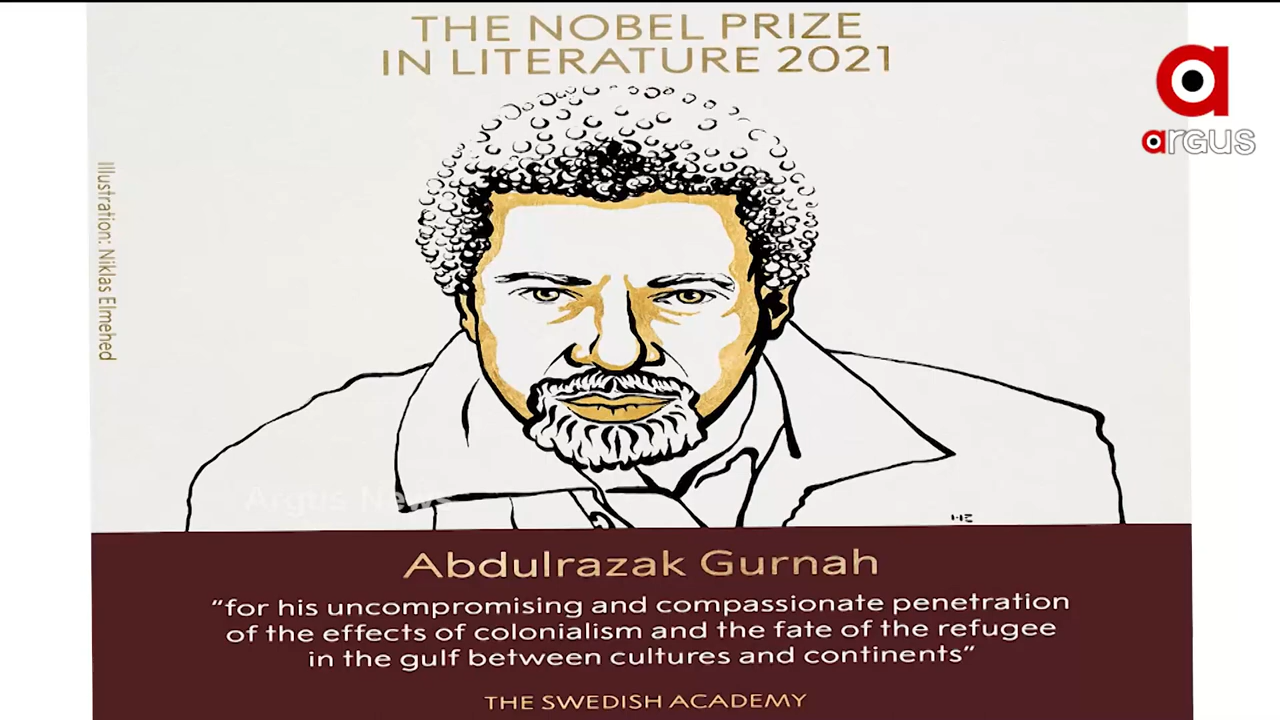 THE NOBEL PRIZE
IN LITERATURE 2021
argus
Illustration: Niklas Elmehed
Argus News
Abdulrazak Gurnah
"for his uncompromising and compassionate penetration
of the effects of colonialism and the fate of the refugee
in the gulf between cultures and continents"
THE SWEDISH ACADEMY